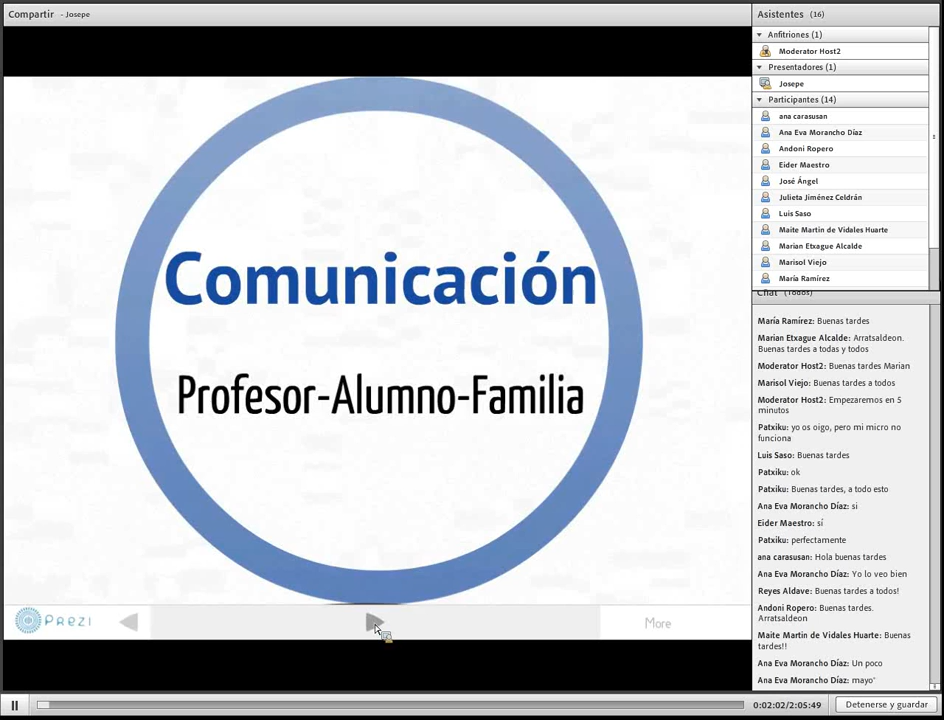 Compartir - Josepe
Comunicación
Profesor-Alumno-Familia
PREZI
More
Asistentes (16)
Anfitriones (1)
Moderator Host2
Presentadores (1)
Josepe
Participantes (14)
ana carasusan
Ana Eva Morancho Díaz
Andoni Ropero
Eider Maestro
José Ángel
Julieta Jiménez Celdrán
Luis Saso
Maite Martin de Vidales Huarte
Marian Etxague Alcalde
Marisol Viejo
María Ramírez
Chat (Todos)
María Ramírez: Buenas tardes
Marian Etxague Alcalde: Arratsaldeon.
Buenas tardes a todas y todos
Moderator Host2: Buenas tardes Marian
Marisol Viejo: Buenas tardes a todos
Moderator Host2: Empezaremos en 5
minutos
Patxiku: yo os oigo, pero mi micro no
funciona
Luis Saso: Buenas tardes
Patxiku: ok
Patxiku: Buenas tardes, a todo esto
Ana Eva Morancho Díaz: si
Eider Maestro: sí
Patxiku: perfectamente
ana carasusan: Hola buenas tardes
Ana Eva Morancho Díaz: Yo lo veo bien
Reyes Aldave: Buenas tardes a todos!
Andoni Ropero: Buenas tardes.
Arratsaldeon
Maite Martin de Vidales Huarte: Buenas
tardes!!
Ana Eva Morancho Díaz: Un poco
Ana Eva Morancho Díaz: mayo'
0:02:02/2:05:49
Detenerse y guardar